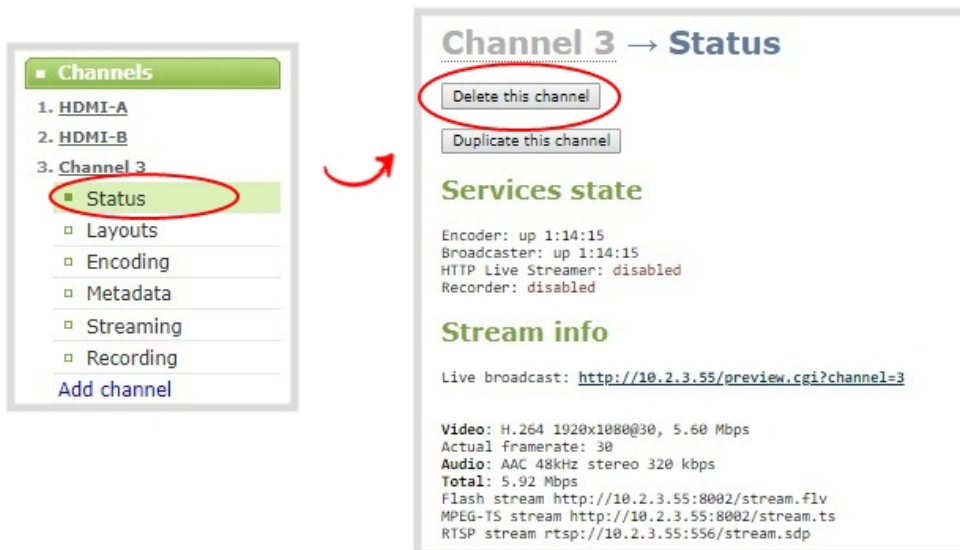 Channels
1. HDMI-A
2. HDMI-B
3. Channel 3
Status
Layouts
Encoding
Metadata
Streaming
Recording
Add channel
Channel 3 → Status
Delete this channel
Duplicate this channel
Services state
Encoder: up 1:14:15
Broadcaster: up 1:14:15
HTTP Live Streamer: disabled
Recorder: disabled
Stream info
Live broadcast: http://10.2.3.55/preview.cgi?channel=3
Video: H.264 1920x1080@30, 5.60 Mbps
Actual framerate: 30
Audio: AAC 48kHz stereo 320 kbps
Total: 5.92 Mbps
Flash stream http://10.2.3.55:8002/stream.flv
MPEG-TS stream http://10.2.3.55:8002/stream.ts
RTSP stream rtsp://10.2.3.55:556/stream.sdp